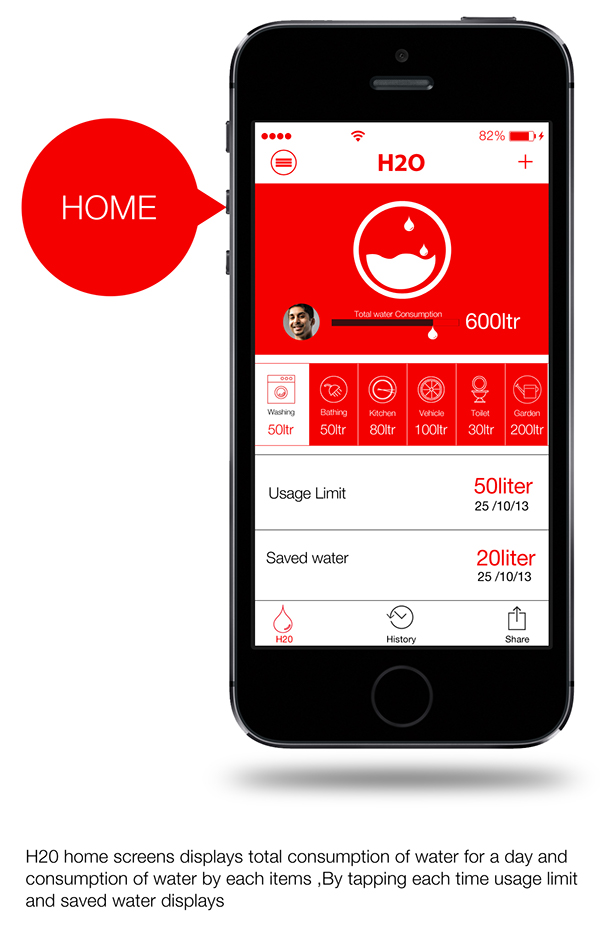 HOME
82%
H2O
Total water Consumption
600ltr
Washing
50ltr
Bathing
50ltr
Kitchen
80ltr
Vehicle
100ltr
Toilet
30ltr
Garden
200ltr
Usage Limit
50liter
25 /10/13
Saved water
20liter
25 /10/13
H20
History
Share
H20 home screens displays total consumption of water for a day and
consumption of water by each items ,By tapping each time usage limit
and saved water displays